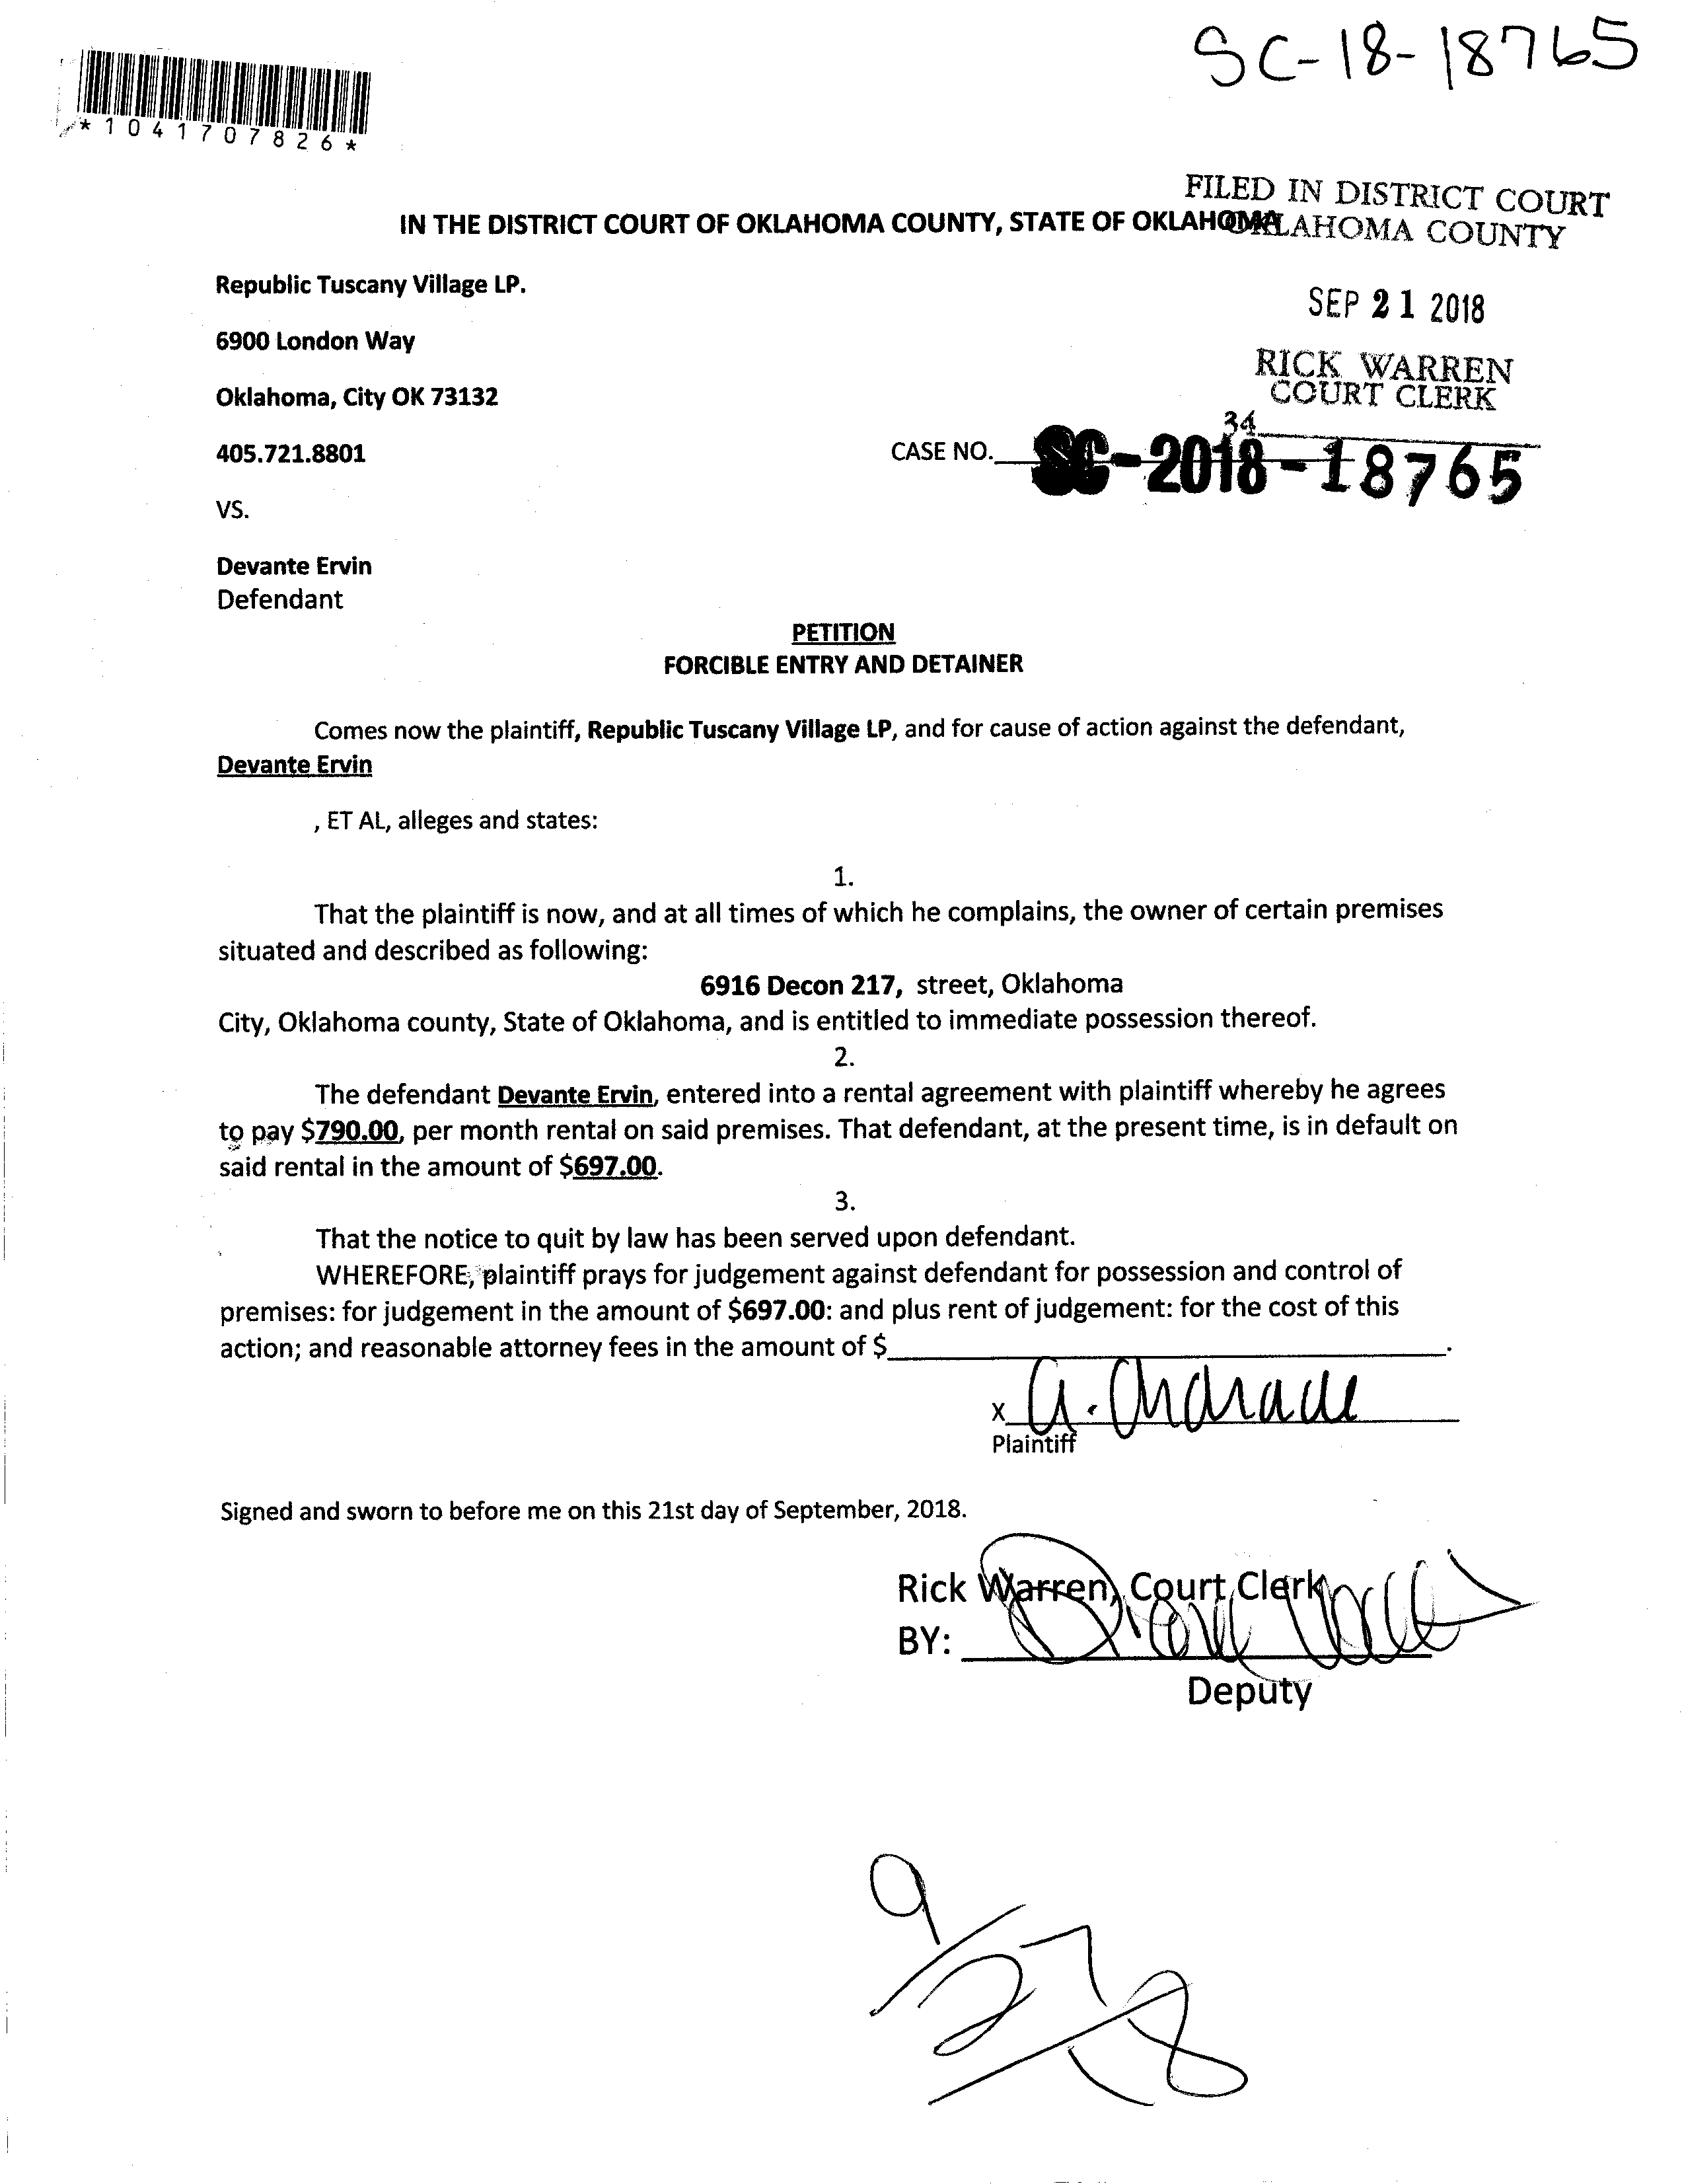 SC-18-18765
*1041707826*
FILED IN DISTRICT COURT
OKLAHOMA COUNTY
IN THE DISTRICT COURT OF OKLAHOMA COUNTY, STATE OF OKLAHOMA
Republic Tuscany Village LP.
SEP 21 2018
6900 London Way
RICK WARREN
COURT CLERK
Oklahoma, City OK 73132
34
405.721.8801
CASE NO. SC-2018-18765
VS.
Devante Ervin
Defendant
PETITION
FORCIBLE ENTRY AND DETAINER
Comes now the plaintiff, Republic Tuscany Village LP, and for cause of action against the defendant,
Devante Ervin
, ET AL, alleges and states:
1.
That the plaintiff is now, and at all times of which he complains, the owner of certain premises
situated and described as following:
6916 Decon 217, street, Oklahoma
City, Oklahoma county, State of Oklahoma, and is entitled to immediate possession thereof.
2.
The defendant Devante Ervin, entered into a rental agreement with plaintiff whereby he agrees
to pay $790.00, per month rental on said premises. That defendant, at the present time, is in default on
said rental in the amount of $697.00.
3.
That the notice to quit by law has been served upon defendant.
WHEREFORE, plaintiff prays for judgement against defendant for possession and control of
premises: for judgement in the amount of $697.00: and plus rent of judgement: for the cost of this
action; and reasonable attorney fees in the amount of $ .
x A. Andrade
Plaintiff
Signed and sworn to before me on this 21st day of September, 2018.
Rick Warren, Court Clerk
BY:
Deputy
9/27/18